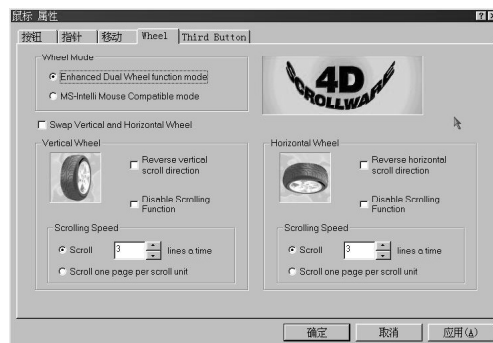 鼠标 属性
按钮 指针 移动 Wheel Third Button
Wheel Mode
Enhanced Dual Wheel function mode
MS-Intelli Mouse Compatible mode
4D
SCROLLWARE
Swap Vertical and Horizontal Wheel
Vertical Wheel
Reverse vertical
scroll direction
Disable Scrolling
Function
Scrolling Speed
Scroll 3 lines a time
Scroll one page per scroll unit
Horizontal Wheel
Reverse horizontal
scroll direction
Disable Scrolling
Function
Scrolling Speed
Scroll 3 lines a time
Scroll one page per scroll unit
确定 取消 应用(A)